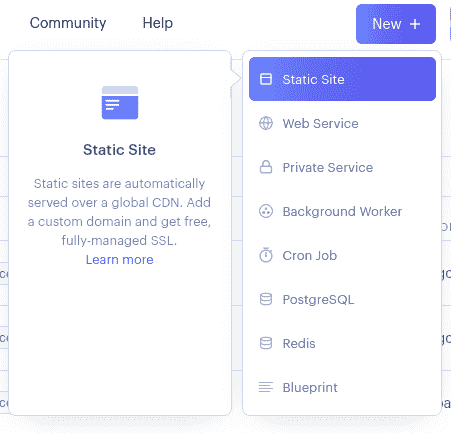 Community
Help
New +
Static Site
Static sites are automatically
served over a global CDN. Add
a custom domain and get free,
fully-managed SSL.
Learn more
Static Site
Web Service
Private Service
Background Worker
Cron Job
PostgreSQL
Redis
Blueprint